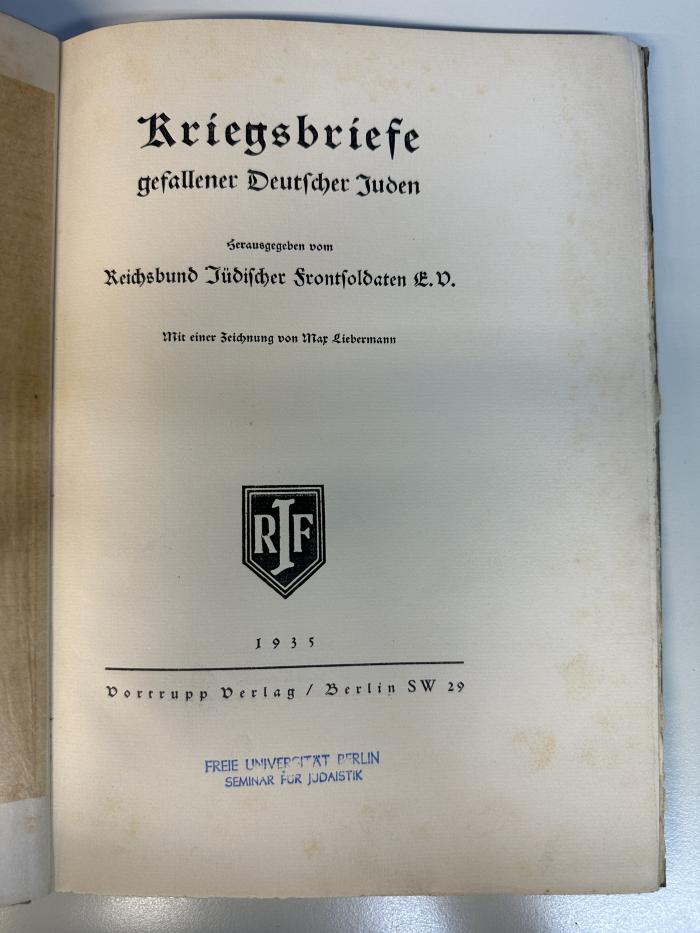 Kriegsbriefe
gefallener Deutscher Juden
Herausgegeben vom
Reichsbund Jüdischer Frontsoldaten E.V.
Mit einer Zeichnung von Max Liebermann
RJF
1935
Vortrupp Verlag / Berlin SW 29
FREIE UNIVERSITÄT BERLIN
SEMINAR FÜR JUDAISTIK